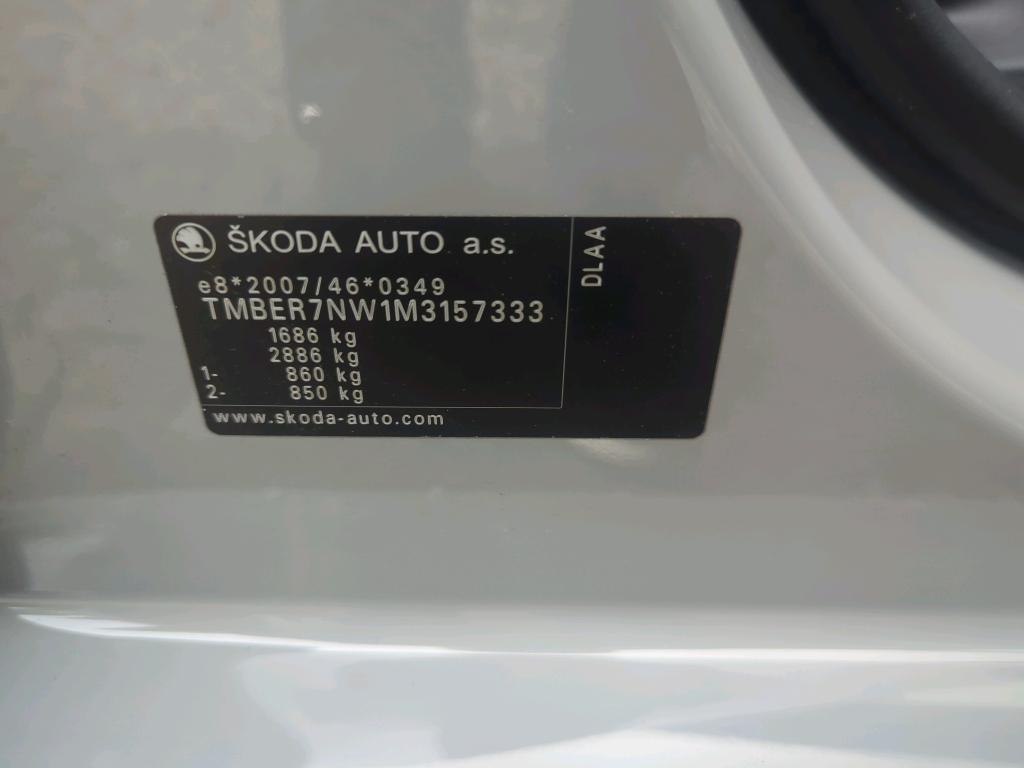 ŠKODA AUTO a.s.
e8*2007/46*0349
TMBER7NW1M3157333
1686 kg
2886 kg
1- 860 kg
2- 850 kg
www.skoda-auto.com
DLAA